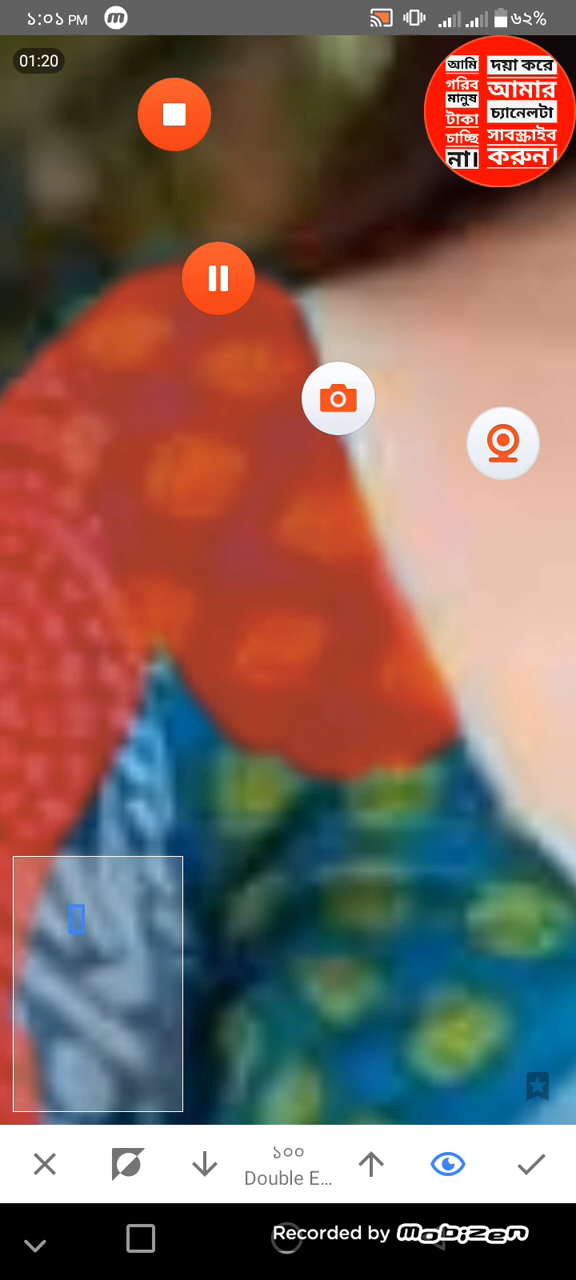 ১:০১ PM
৬২%
01:20
আমি
গরিব
মানুষ
টাকা
চাচ্ছি
না।
দয়া করে
আমার
চ্যানেলটা
সাবস্ক্রাইব
করুন।
১০০
Double E...
Recorded by Mobizen